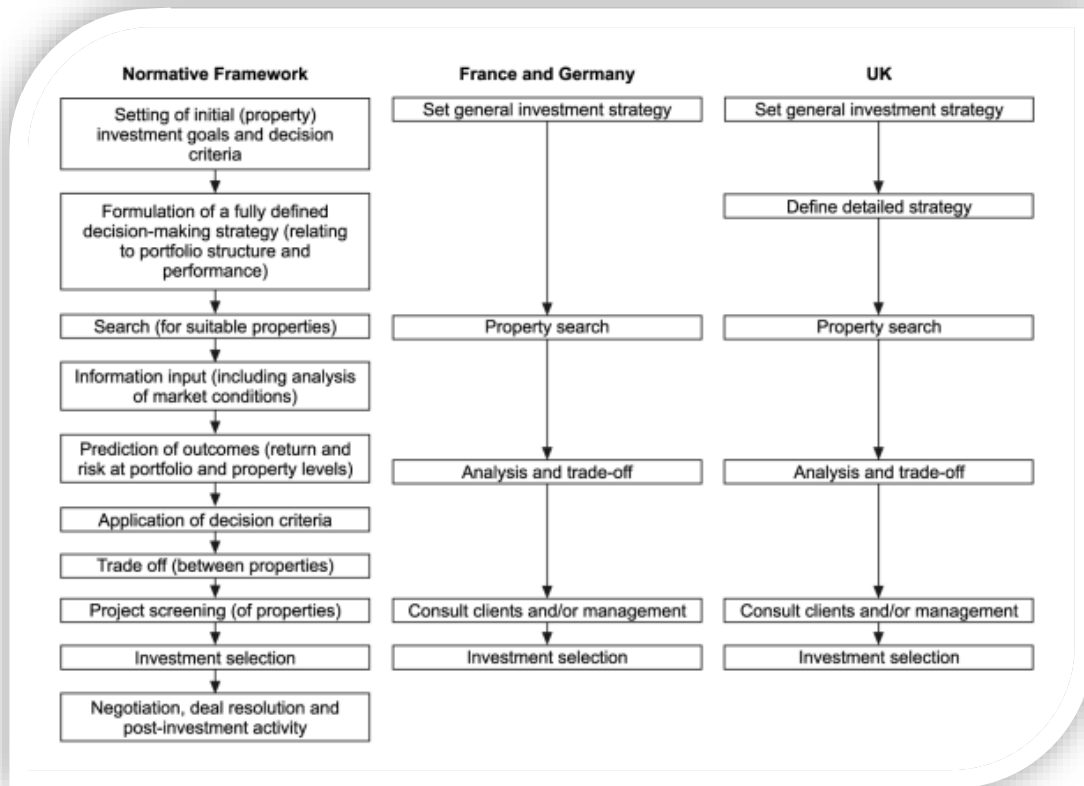 Normative Framework
Setting of initial (property)
investment goals and decision
criteria
Formulation of a fully defined
decision-making strategy (relating
to portfolio structure and
performance)
Search (for suitable properties)
Information input (including analysis
of market conditions)
Prediction of outcomes (return and
risk at portfolio and property levels)
Application of decision criteria
Trade off (between properties)
Project screening (of properties)
Investment selection
Negotiation, deal resolution and
post-investment activity
France and Germany
Set general investment strategy
Property search
Analysis and trade-off
Consult clients and/or management
Investment selection
UK
Set general investment strategy
Define detailed strategy
Property search
Analysis and trade-off
Consult clients and/or management
Investment selection